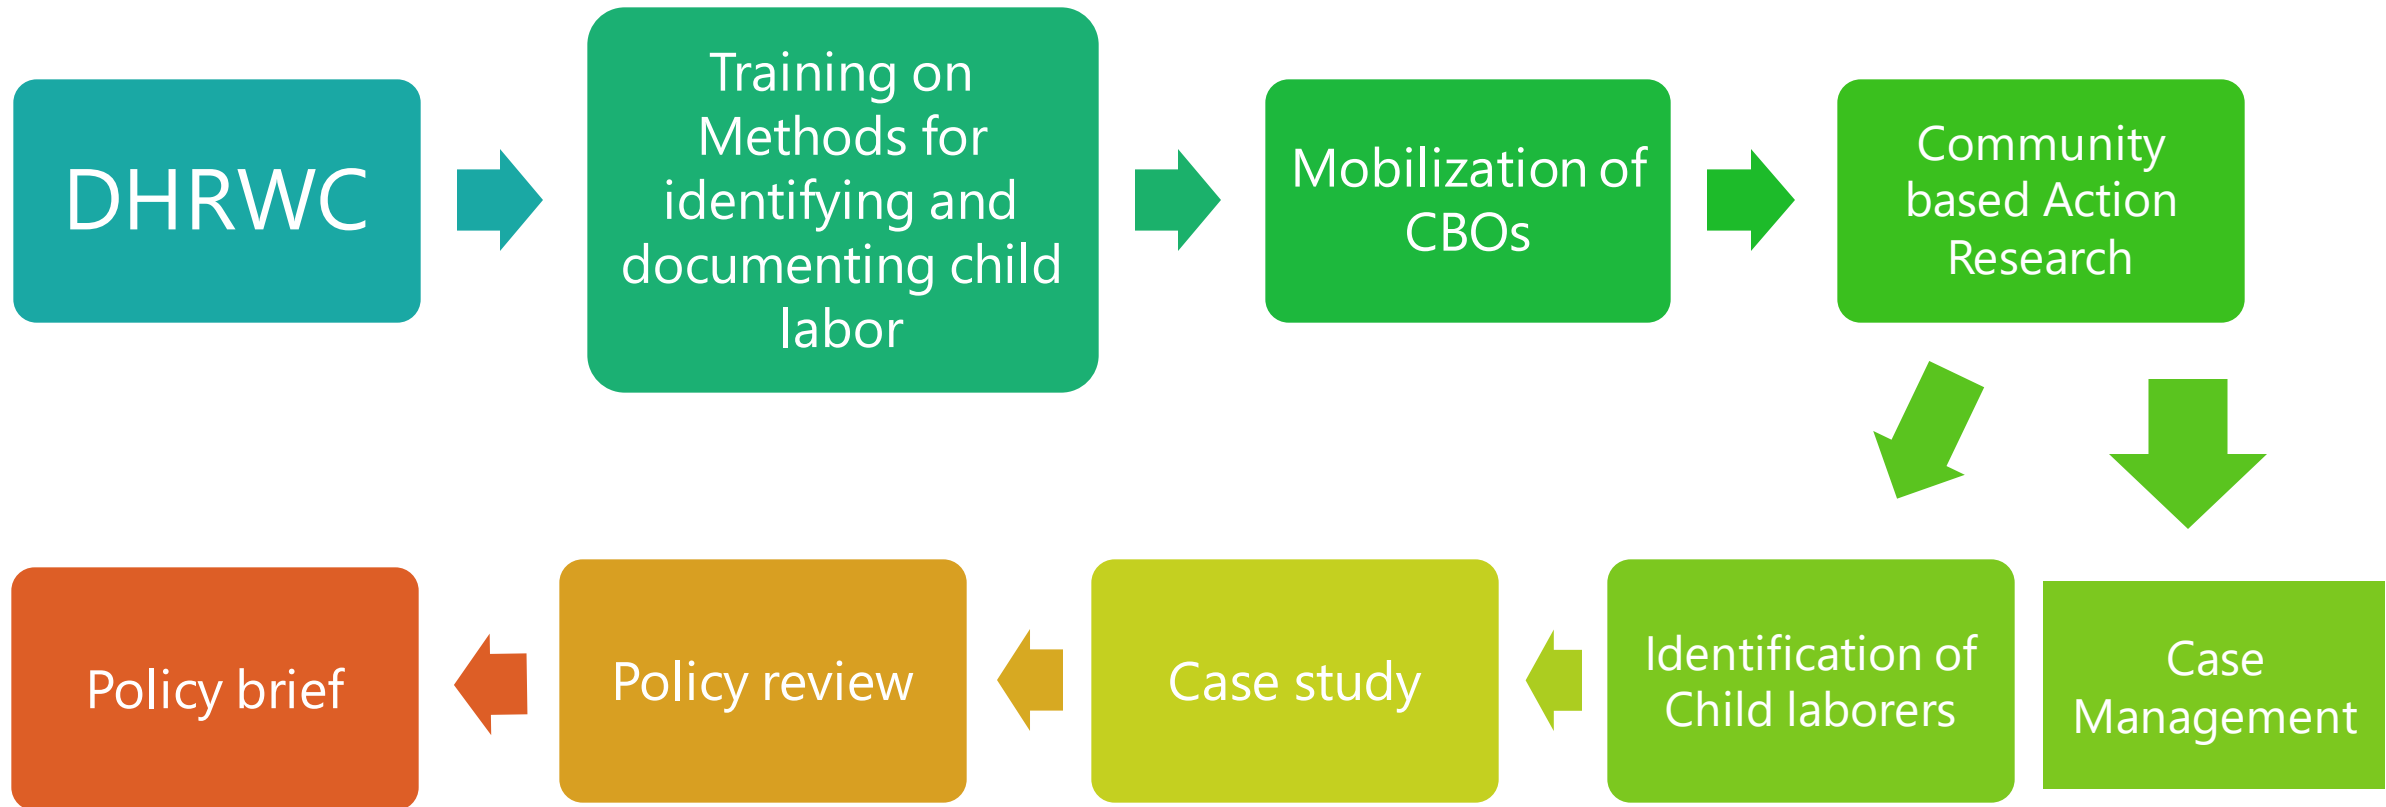 DHRWC
Training on
Methods for
identifying and
documenting child
labor
Mobilization of
CBOs
Community
based Action
Research
Policy brief
Policy review
Case study
Identification of
Child laborers
Case
Management